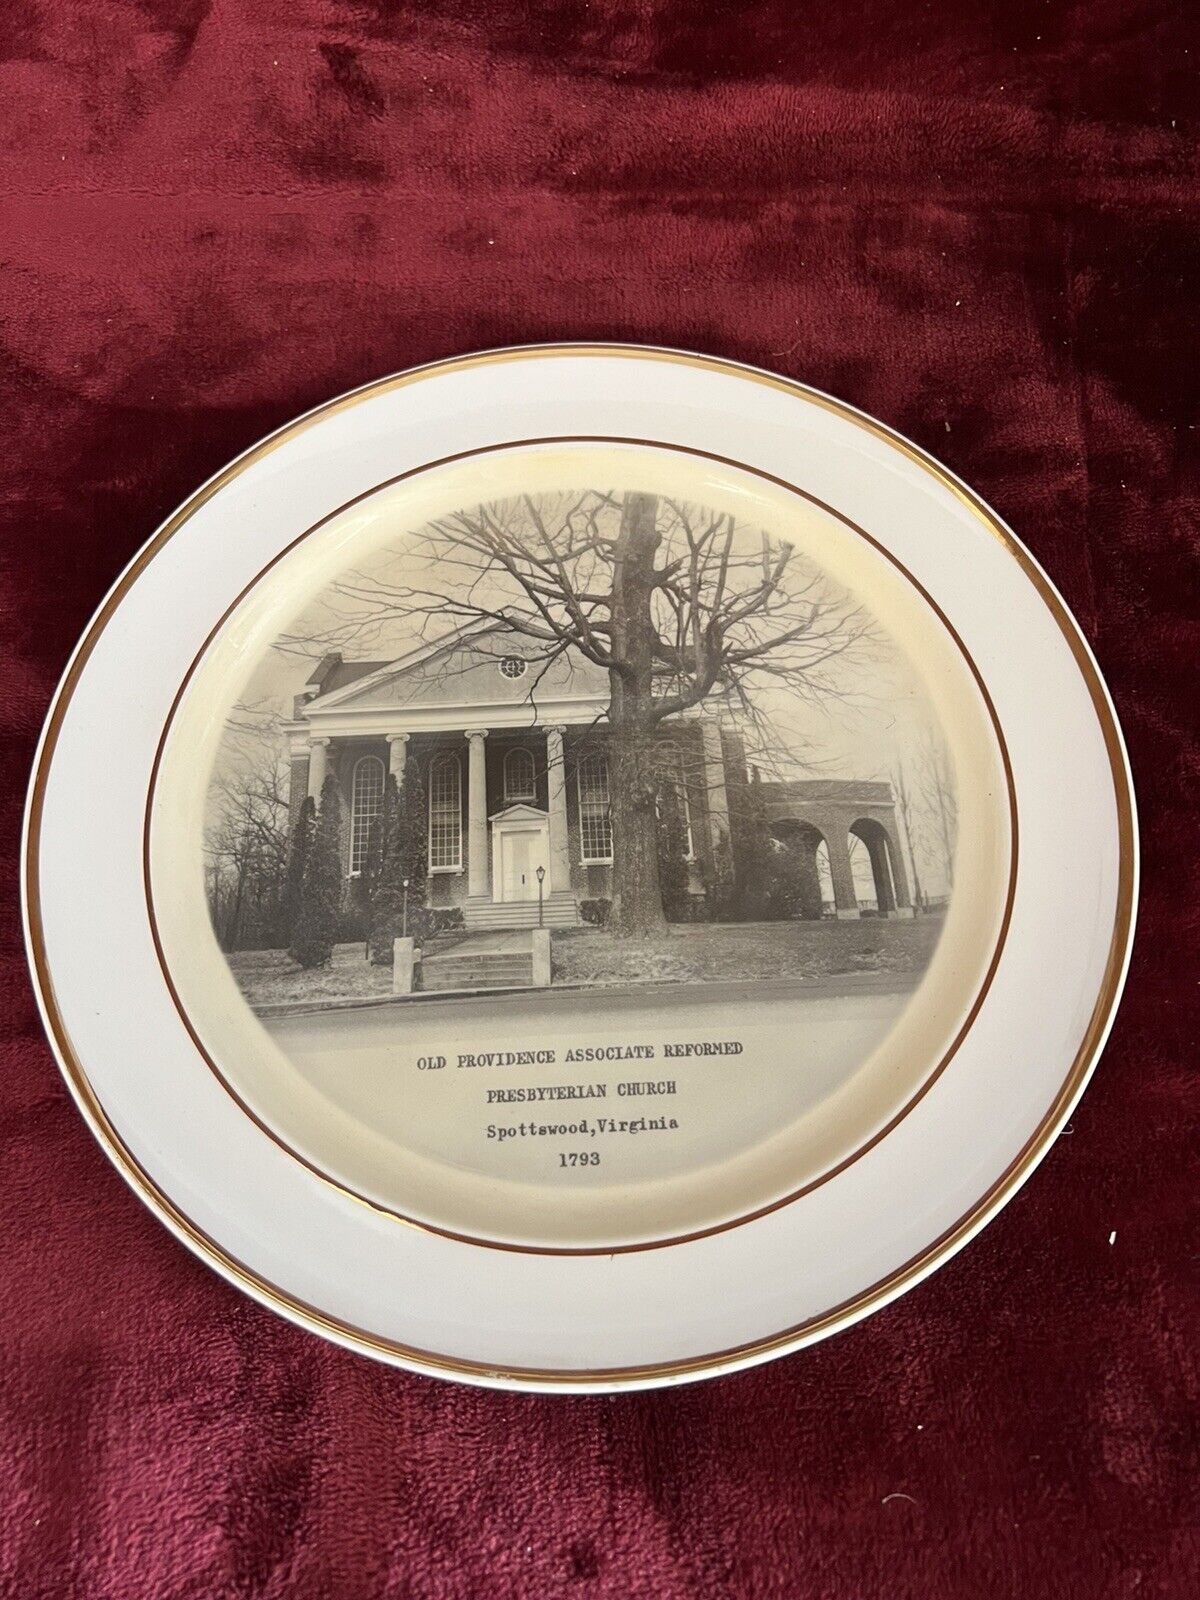 OLD PROVIDENCE ASSOCIATE REFORMED
PRESBYTERIAN CHURCH
Spottswood,Virginia
1793